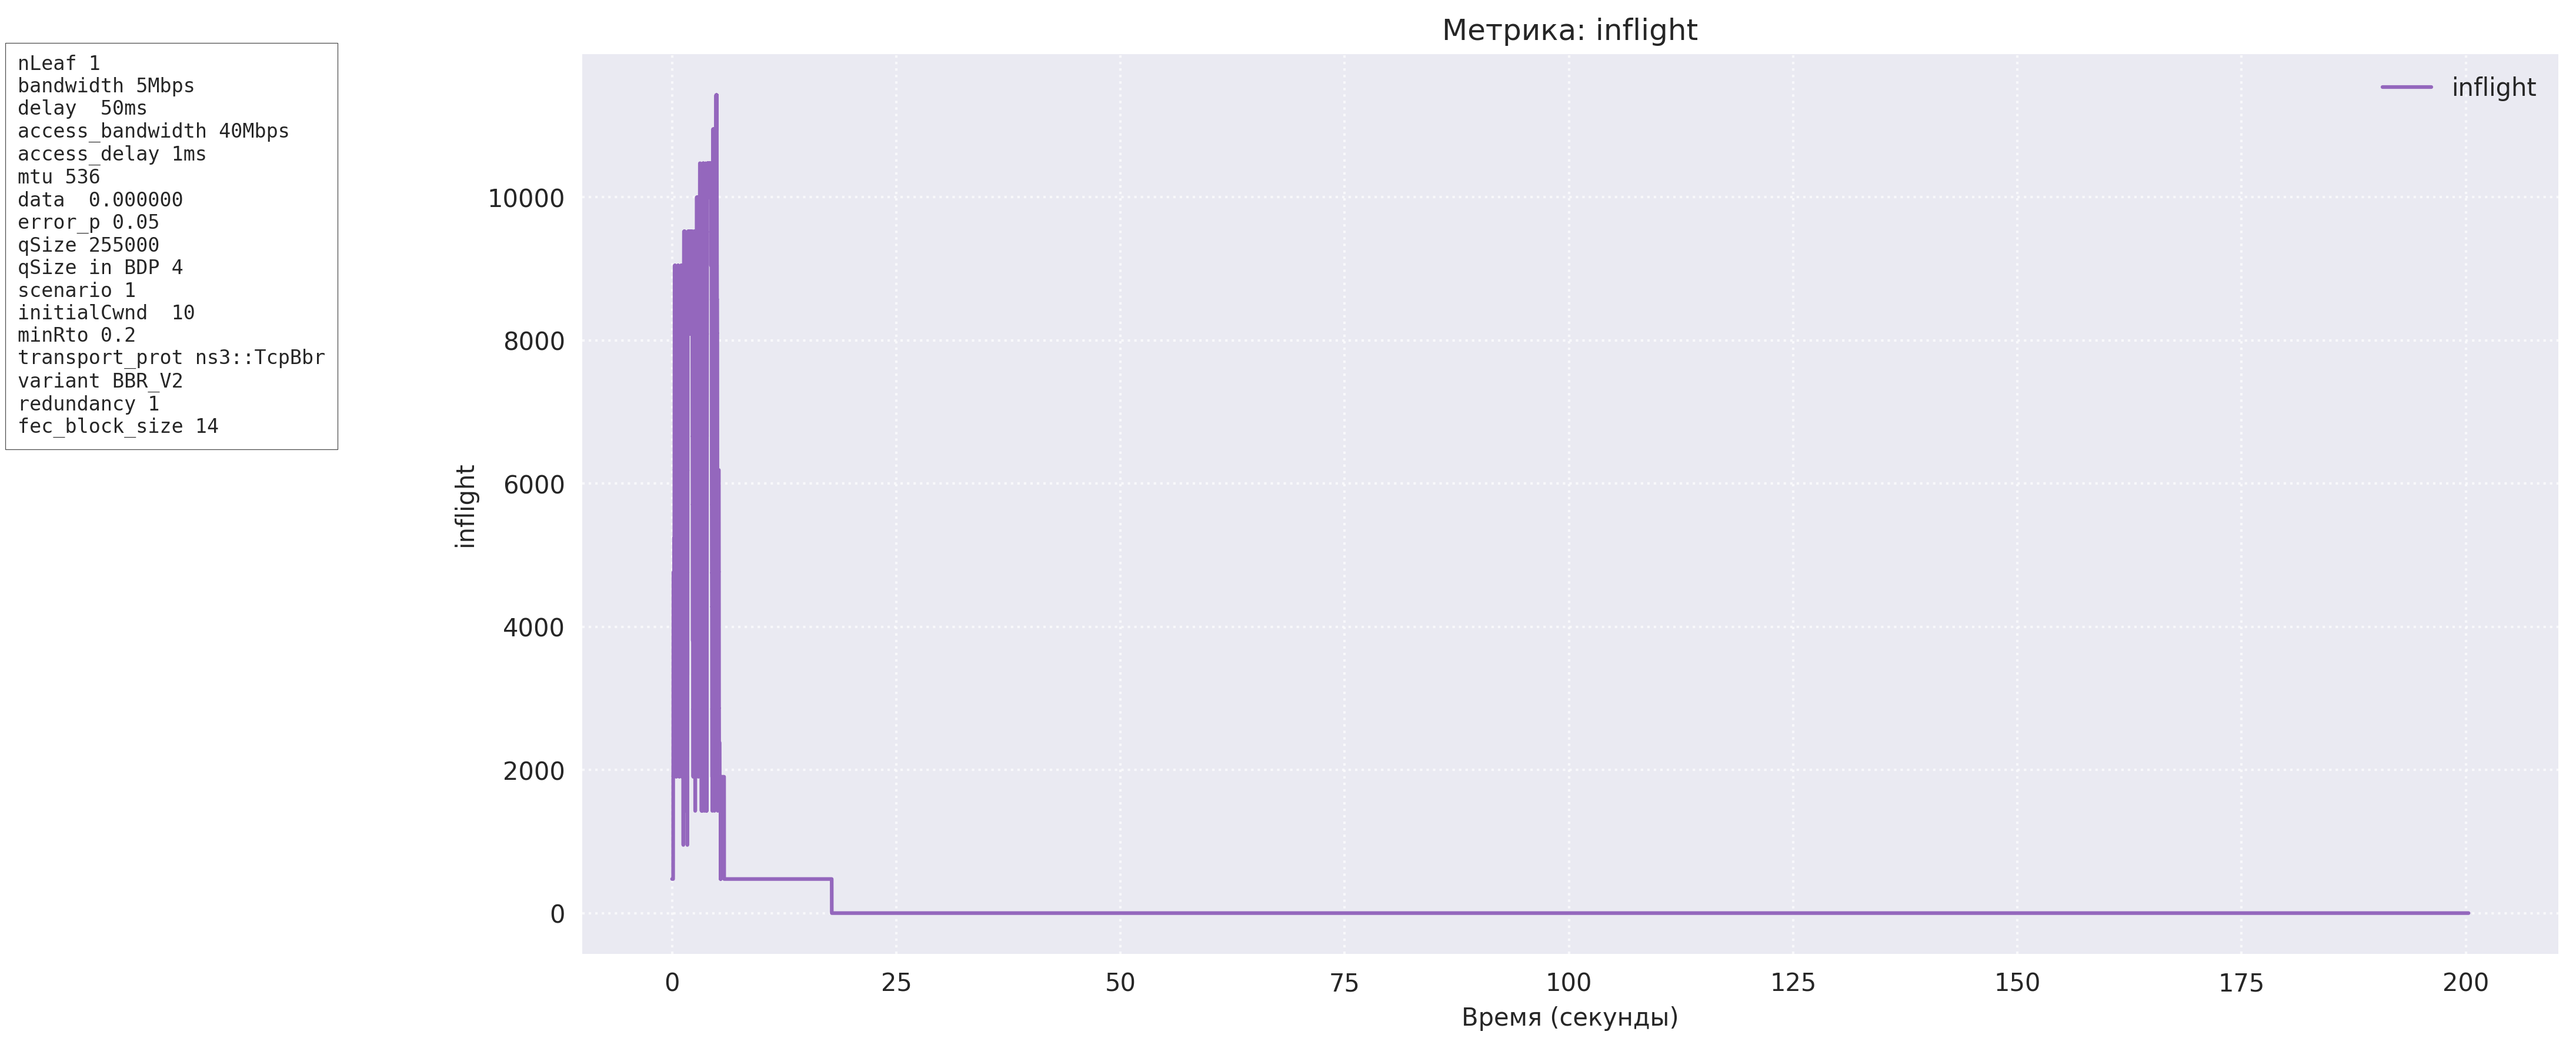 Метрика: inflight
nLeaf 1
bandwidth 5Mbps
delay  50ms
access_bandwidth 40Mbps
access_delay 1ms
mtu 536
data  0.000000
error_p 0.05
qSize 255000
qSize in BDP 4
scenario 1
initialCwnd  10
minRto 0.2
transport_prot ns3::TcpBbr
variant BBR_V2
redundancy 1
fec_block_size 14
inflight
inflight
10000
8000
6000
4000
2000
0
0 25 50 75 100 125 150 175 200
Время (секунды)